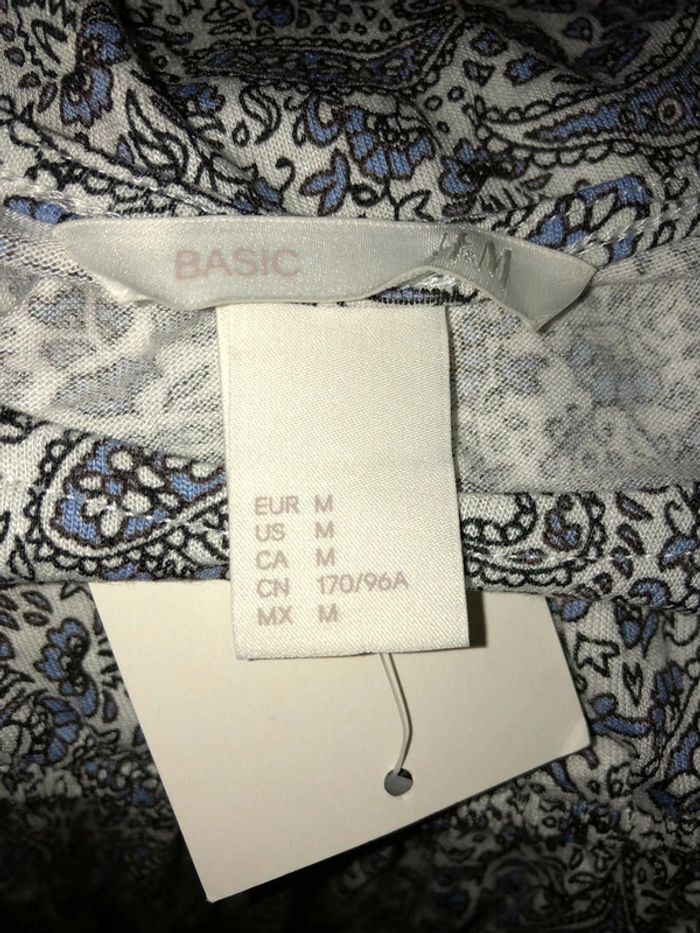 BASIC H&M
EUR M
US M
CA M
CN 170/96A
MX M